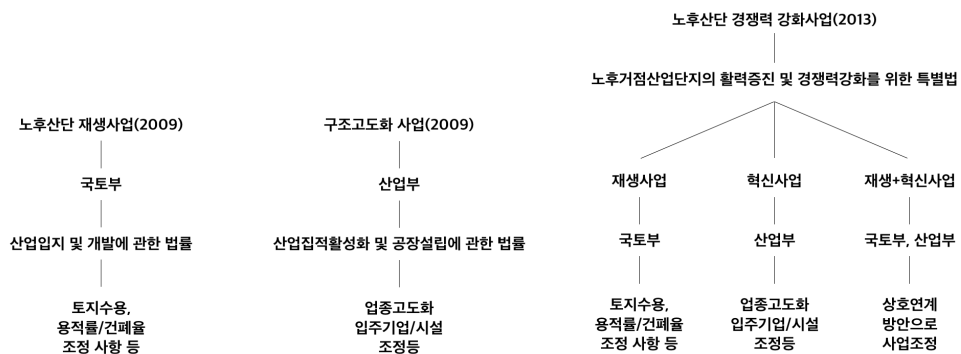 노후산단 재생사업(2009)
국토부
산업입지 및 개발에 관한 법률
토지수용,
용적률/건폐율
조정 사항 등
구조고도화 사업(2009)
산업부
산업집적활성화 및 공장설립에 관한 법률
업종고도화
입주기업/시설
조정등
노후산단 경쟁력 강화사업(2013)
노후거점산업단지의 활력증진 및 경쟁력강화를 위한 특별법
재생사업
국토부
토지수용,
용적률/건폐율
조정 사항 등
혁신사업
산업부
업종고도화
입주기업/시설
조정등
재생+혁신사업
국토부, 산업부
상호연계
방안으로
사업조정